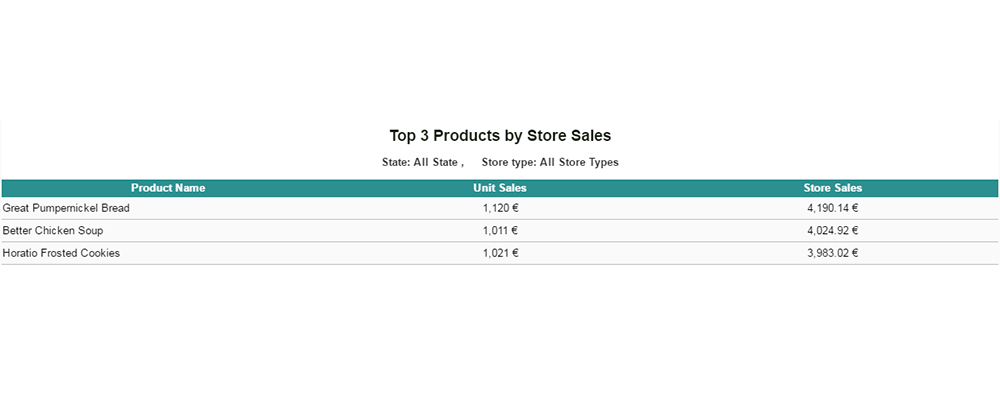 Top 3 Products by Store Sales
State: All State , Store type: All Store Types
Product Name Unit Sales Store Sales
Great Pumpernickel Bread 1,120 € 4,190.14 €
Better Chicken Soup 1,011 € 4,024.92 €
Horatio Frosted Cookies 1,021 € 3,983.02 €